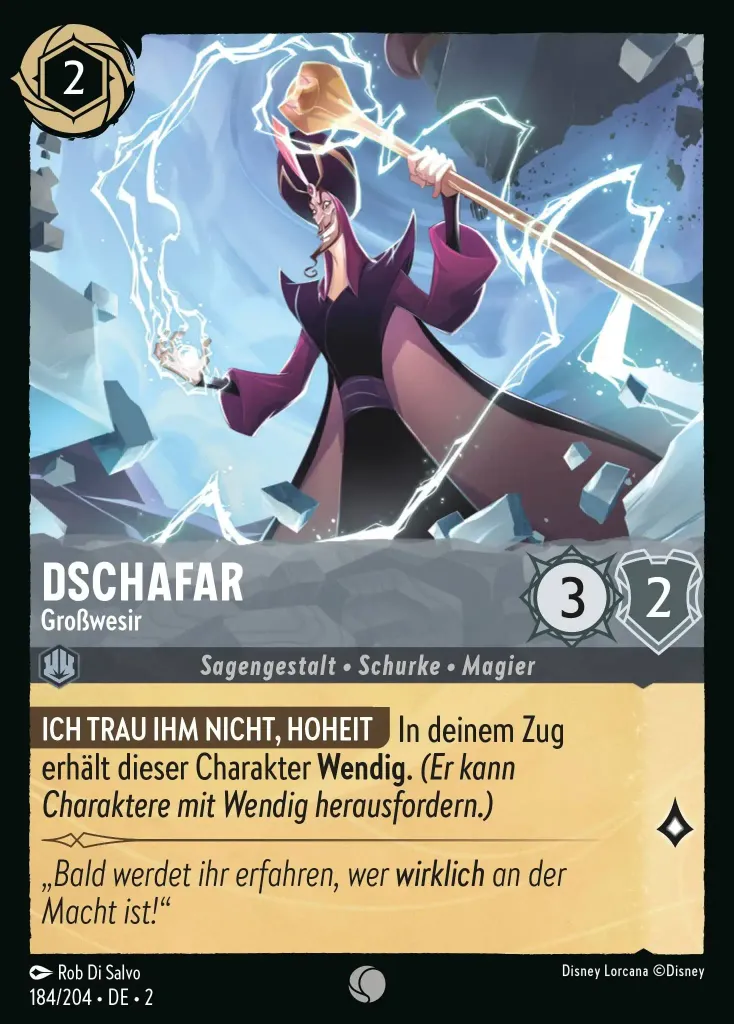 2
DSCHAFAR
Großwesir
3
2
Sagengestalt • Schurke • Magier
ICH TRAU IHM NICHT, HOHEIT In deinem Zug
erhält dieser Charakter Wendig. (Er kann
Charaktere mit Wendig herausfordern.)
„Bald werdet ihr erfahren, wer wirklich an der
Macht ist!“
Rob Di Salvo
Disney Lorcana ©Disney
184/204 • DE • 2